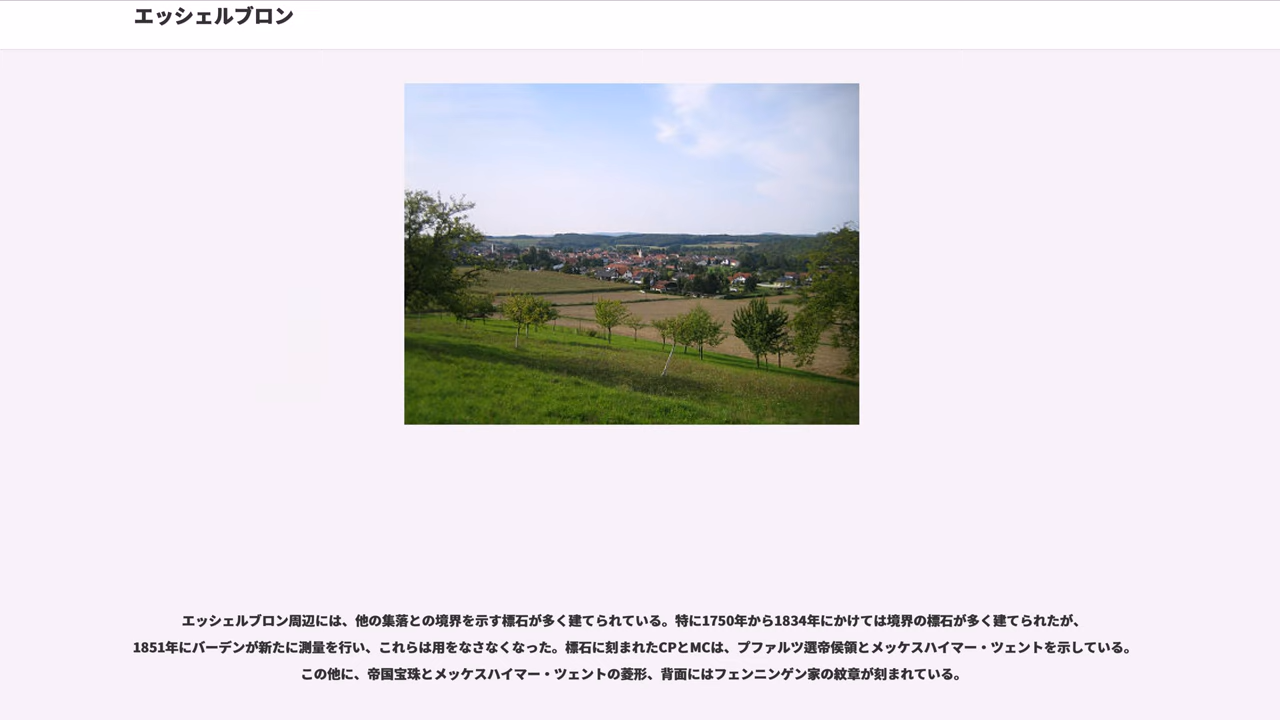 エッシェルブロン
エッシェルブロン周辺には、他の集落との境界を示す標石が多く建てられている。特に1750年から1834年にかけては境界の標石が多く建てられたが、
1851年にバーデンが新たに測量を行い、これらは用をなさなくなった。標石に刻まれたCPとMCは、プファルツ選帝侯領とメッケスハイマー・ツェントを示している。
この他に、帝国宝珠とメッケスハイマー・ツェントの菱形、背面にはフェンニンゲン家の紋章が刻まれている。